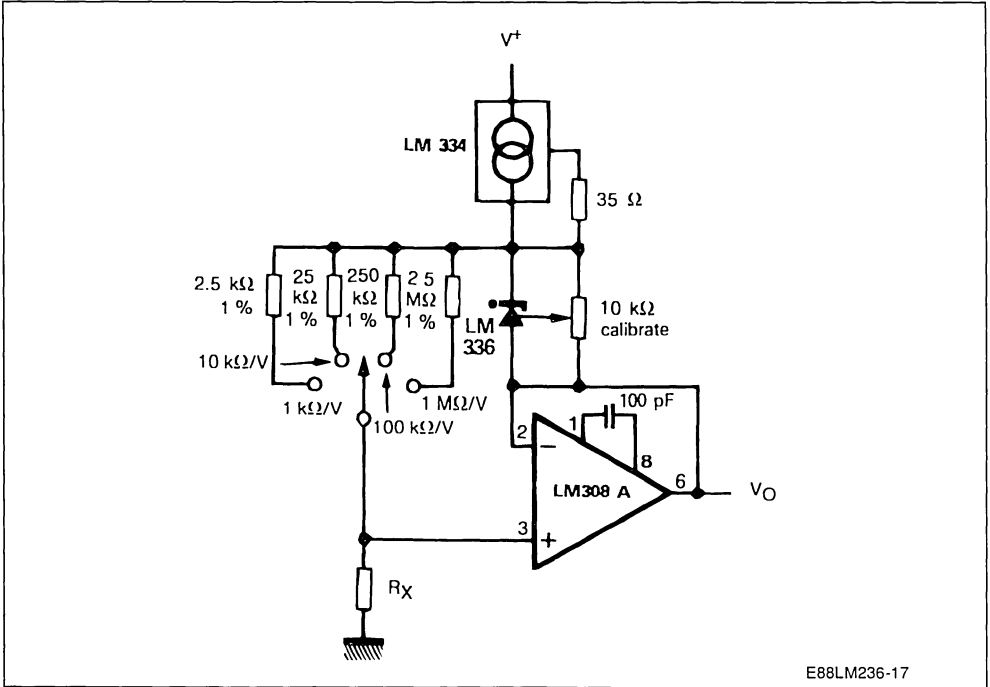 V+
LM 334
35 Ω
2.5 kΩ
1 %
25
kΩ
1 %
250
kΩ
1 %
2 5
MΩ
1 %
LM
336
10 kΩ
calibrate
10 kΩ/V
1 kΩ/V
100 kΩ/V
1 MΩ/V
100 pF
1
8
2
−
LM308 A
6
VO
3
+
RX
E88LM236-17